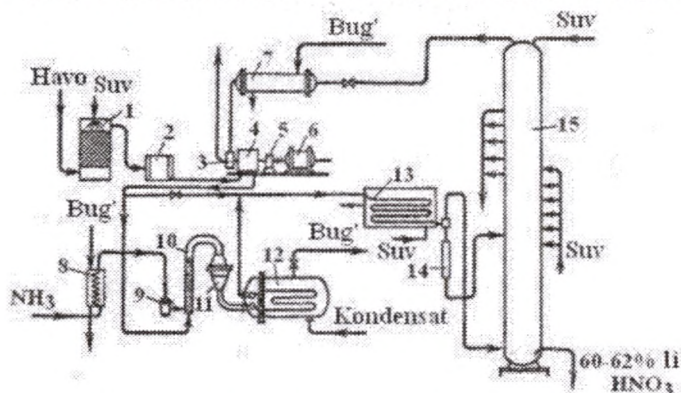 Bug'
Suv
Havo
Suv
1
2
3
4
5
6
7
15
13
Bug'
8
NH₃
9
10
11
12
Bug'
Suv
14
Kondensat
Suv
60-62% li
HNO₃